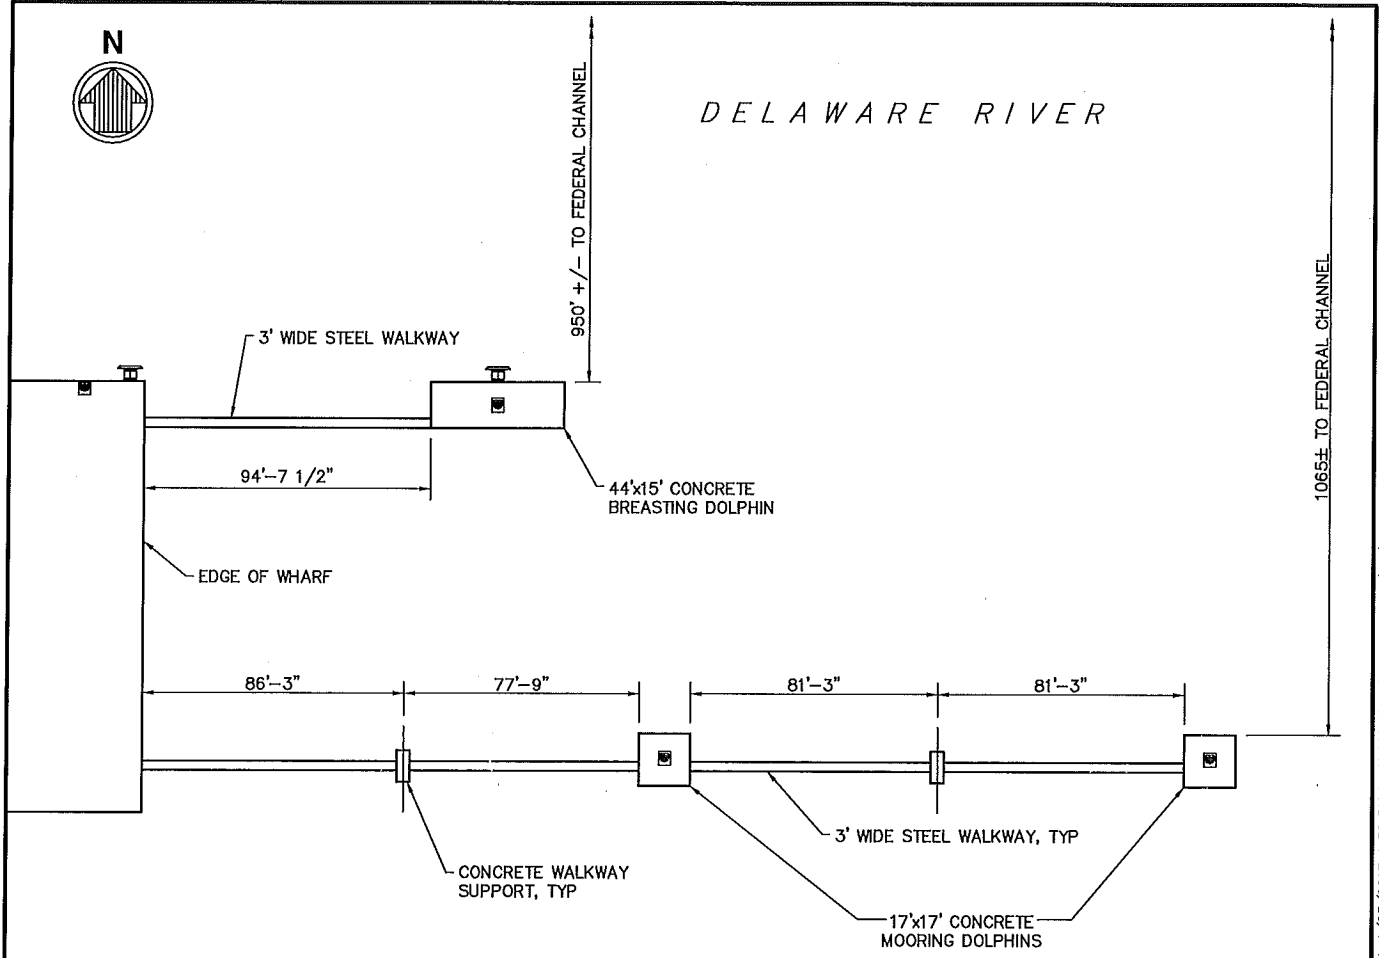 N
DELAWARE RIVER
950' +/- TO FEDERAL CHANNEL
1065± TO FEDERAL CHANNEL
3' WIDE STEEL WALKWAY
94'-7 1/2"
44'x15' CONCRETE
BREASTING DOLPHIN
EDGE OF WHARF
86'-3"
77'-9"
81'-3"
81'-3"
3' WIDE STEEL WALKWAY, TYP
CONCRETE WALKWAY
SUPPORT, TYP
17'x17' CONCRETE
MOORING DOLPHINS